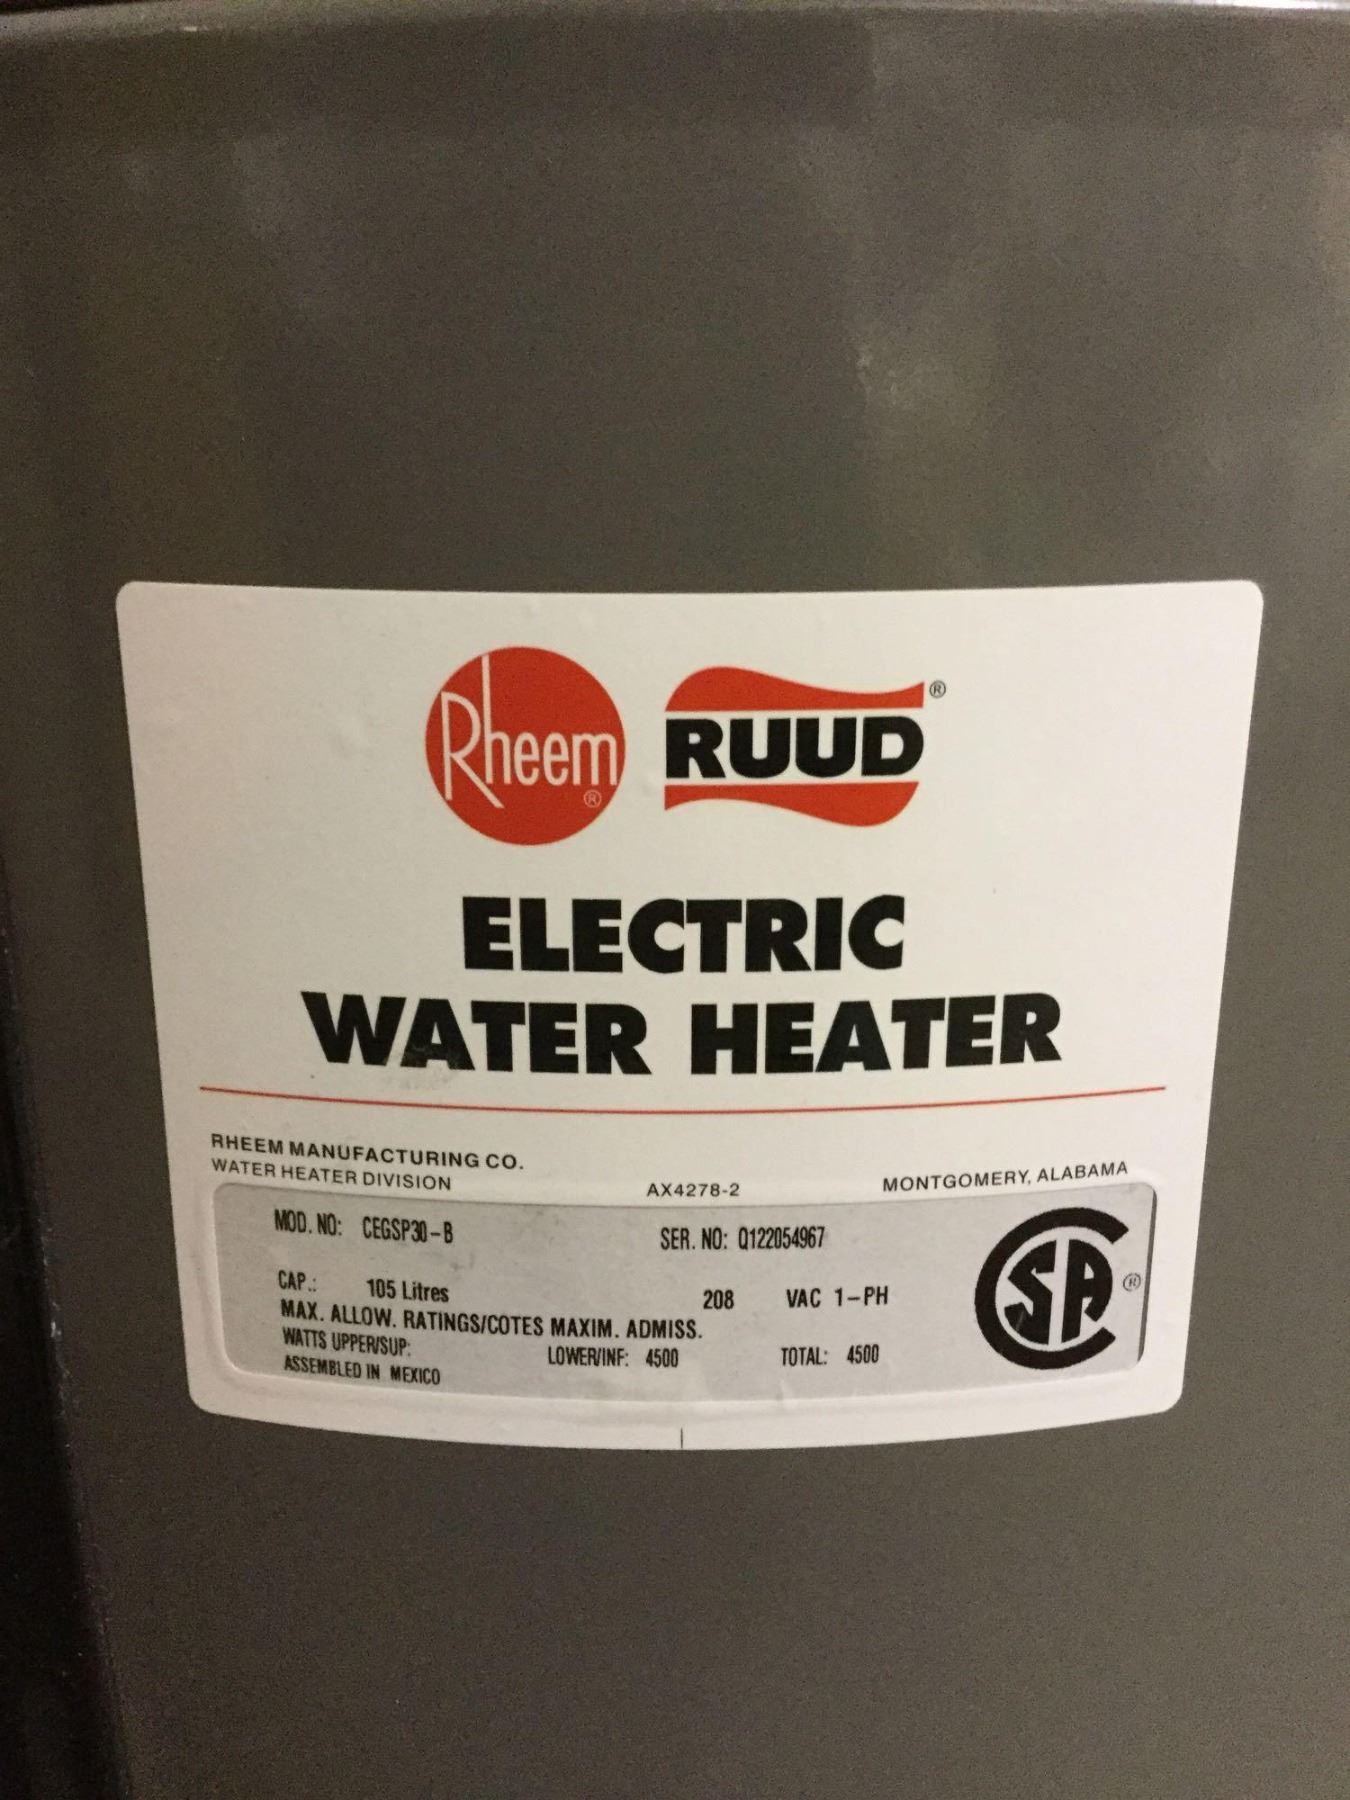 Rheem®
RUUD®
ELECTRIC
WATER HEATER
RHEEM MANUFACTURING CO.
WATER HEATER DIVISION
AX4278-2
MONTGOMERY, ALABAMA
MOD. NO: CEGSP30-B SER. NO: Q122054967
CAP.: 105 Litres 208 VAC 1-PH
MAX. ALLOW. RATINGS/COTES MAXIM. ADMISS.
WATTS UPPER/SUP: LOWER/INF: 4500 TOTAL: 4500
ASSEMBLED IN MEXICO
CSA®